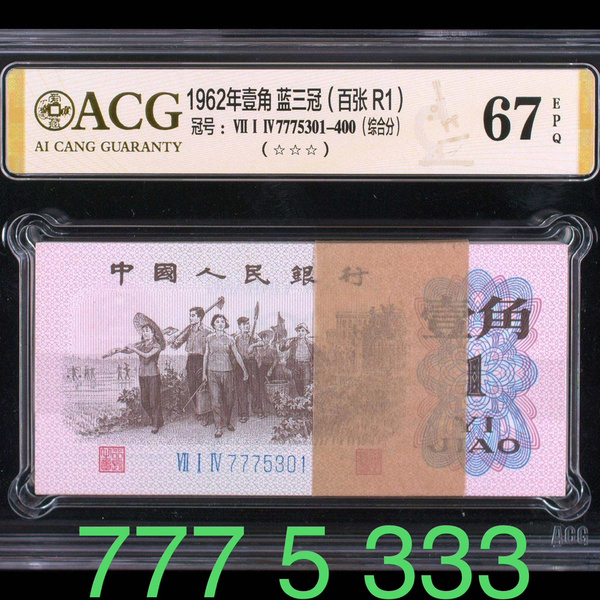 ACG
AI CANG GUARANTY
1962年壹角 蓝三冠（百张 R1）
冠号：Ⅶ Ⅰ Ⅳ 7775301-400（综合分）
（☆☆☆）
67 EPQ
中國人民銀行
壹角
1
YI
JIAO
Ⅶ Ⅰ Ⅳ 7775301
ACG
777 5 333